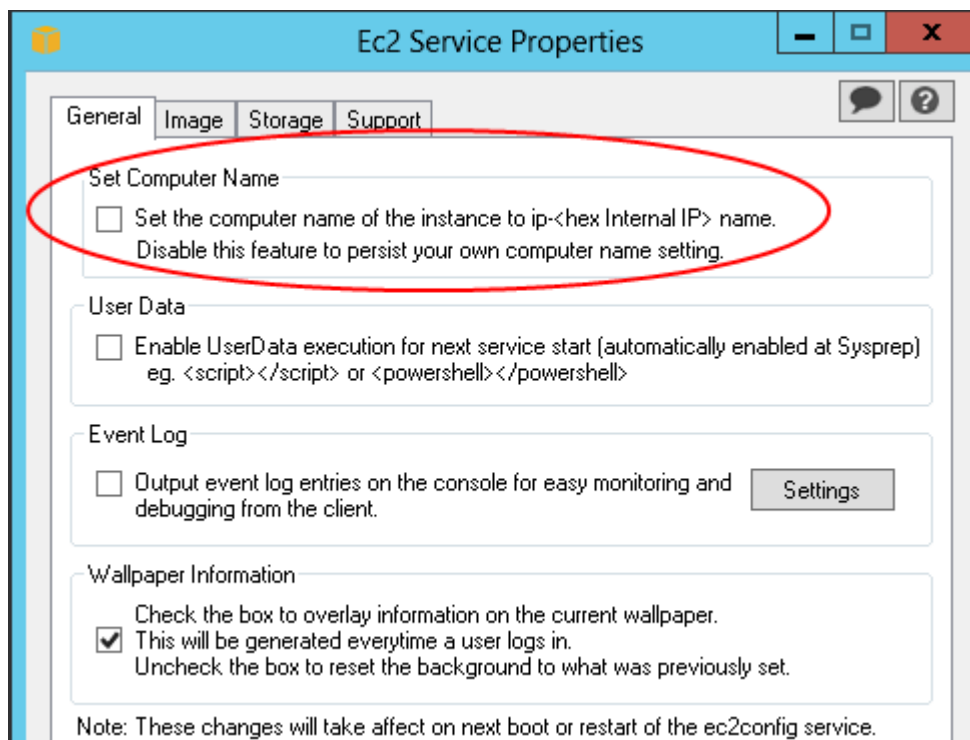 Ec2 Service Properties
General
Image
Storage
Support
Set Computer Name
Set the computer name of the instance to ip-<hex Internal IP> name.
Disable this feature to persist your own computer name setting.
User Data
Enable UserData execution for next service start (automatically enabled at Sysprep)
eg. <script></script> or <powershell></powershell>
Event Log
Output event log entries on the console for easy monitoring and
debugging from the client.
Settings
Wallpaper Information
Check the box to overlay information on the current wallpaper.
This will be generated everytime a user logs in.
Uncheck the box to reset the background to what was previously set.
Note: These changes will take affect on next boot or restart of the ec2config service.